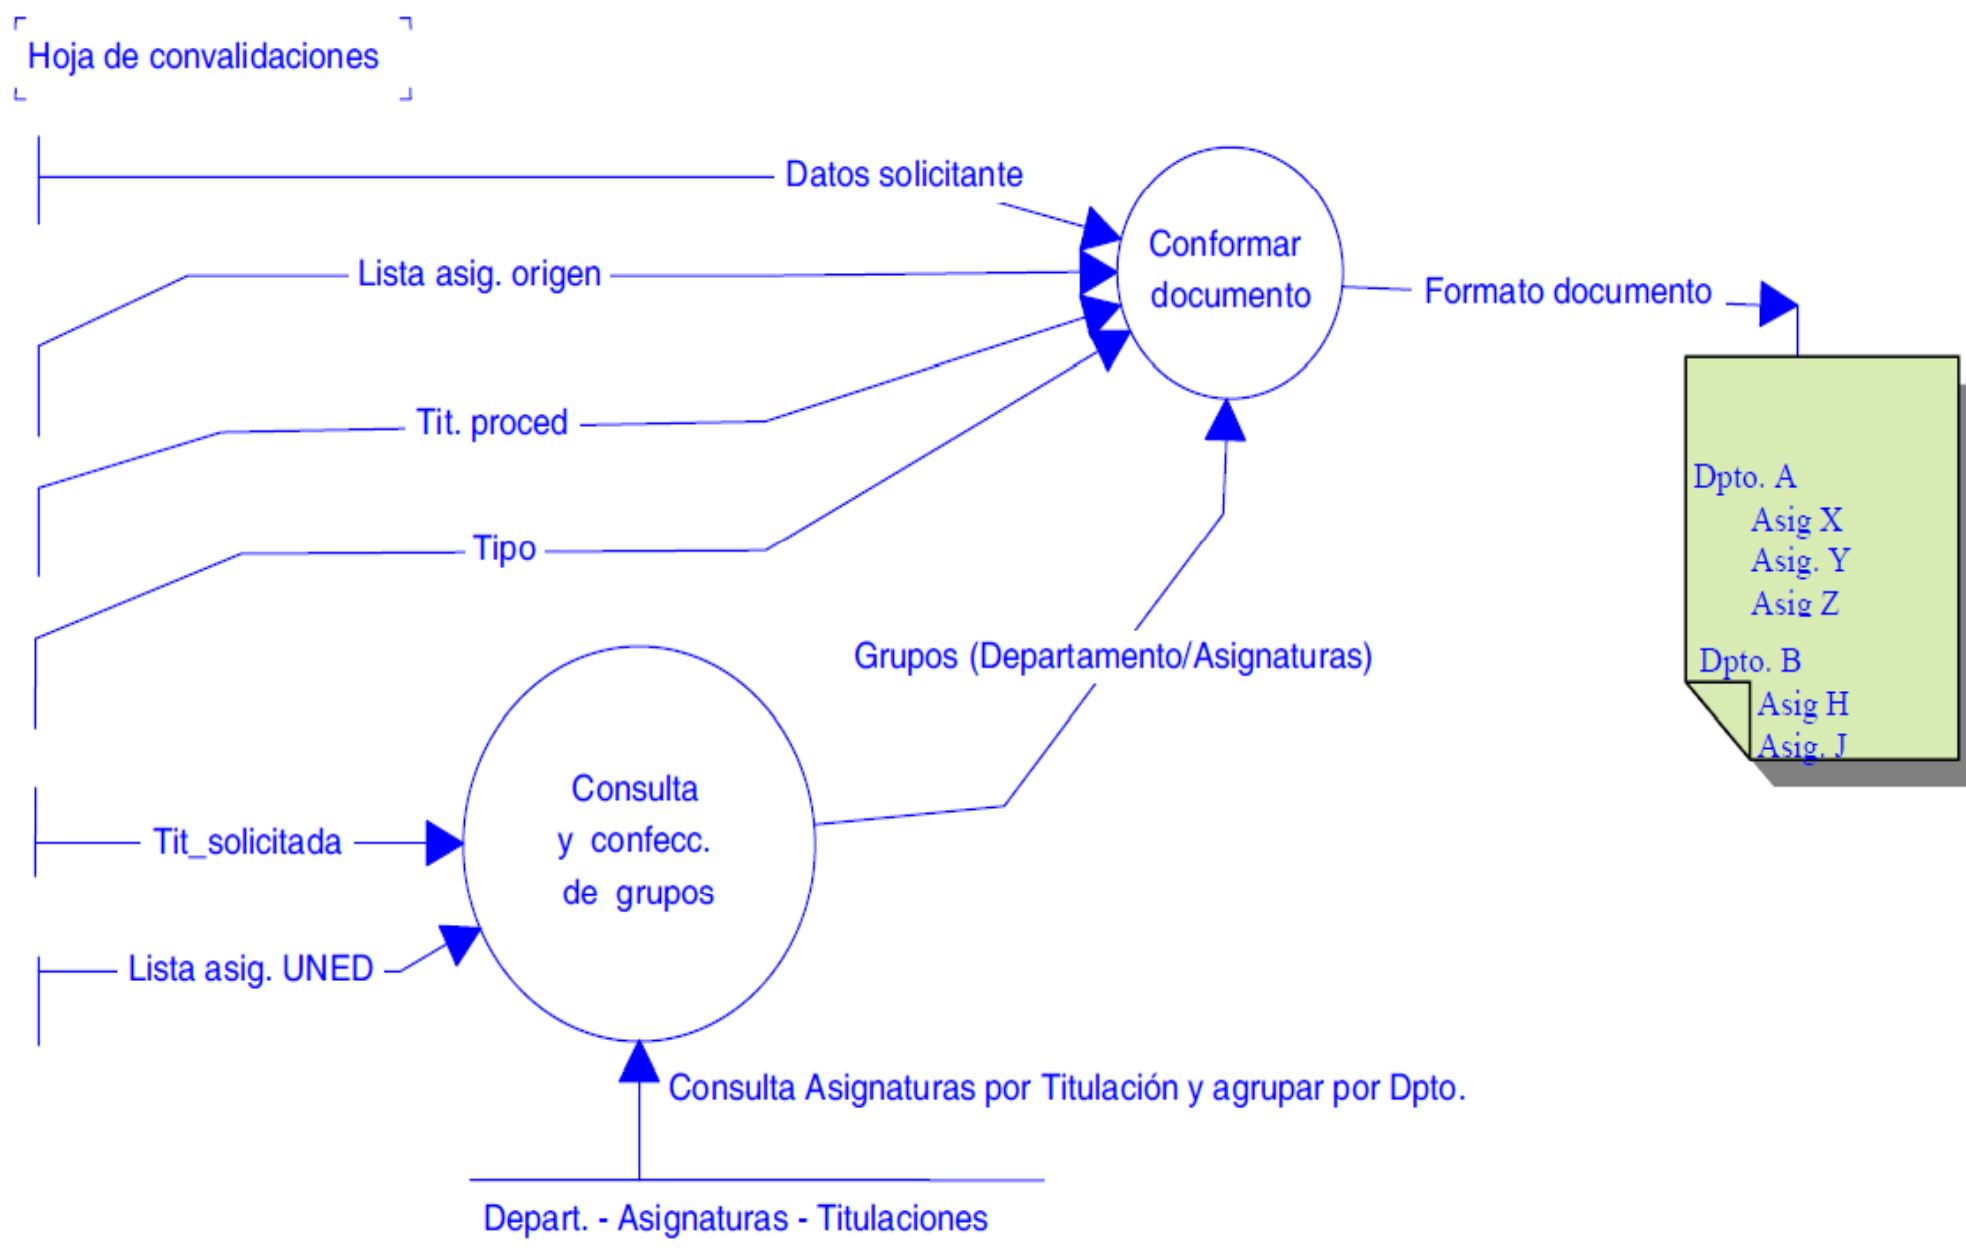 Hoja de convalidaciones
Datos solicitante
Lista asig. origen
Conformar
documento
Formato documento
Tit. proced
Tipo
Grupos (Departamento/Asignaturas)
Dpto. A
Asig X
Asig. Y
Asig Z
Dpto. B
Asig H
Asig. J
Consulta
y confecc.
de grupos
Tit_solicitada
Lista asig. UNED
Consulta Asignaturas por Titulación y agrupar por Dpto.
Depart. - Asignaturas - Titulaciones